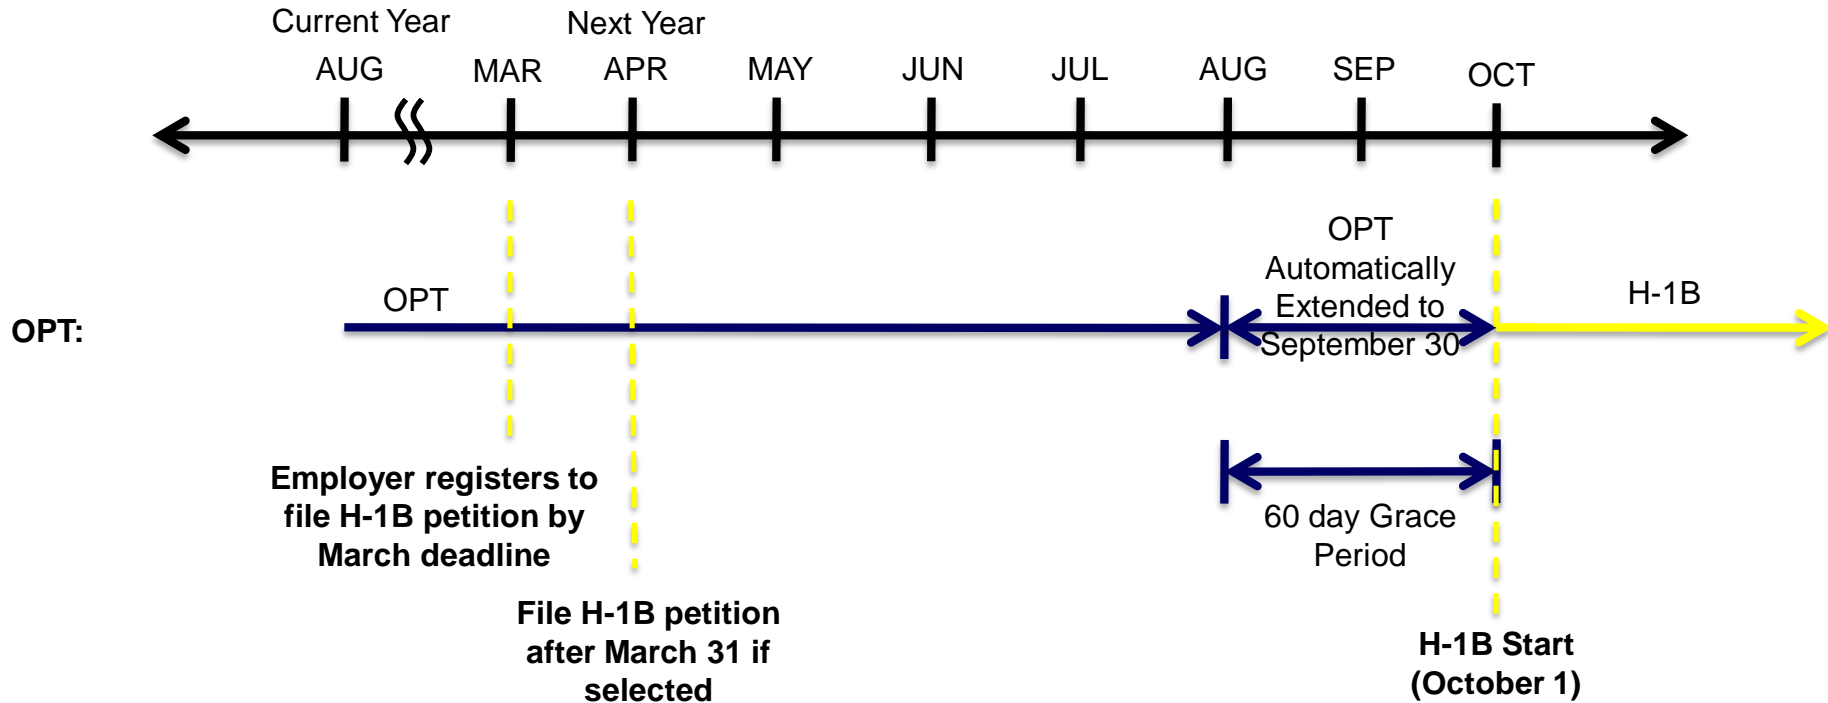 Current Year
Next Year
AUG
MAR
APR
MAY
JUN
JUL
AUG
SEP
OCT
OPT:
OPT
OPT
Automatically
Extended to
September 30
H-1B
60 day Grace
Period
Employer registers to
file H-1B petition by
March deadline
File H-1B petition
after March 31 if
selected
H-1B Start
(October 1)